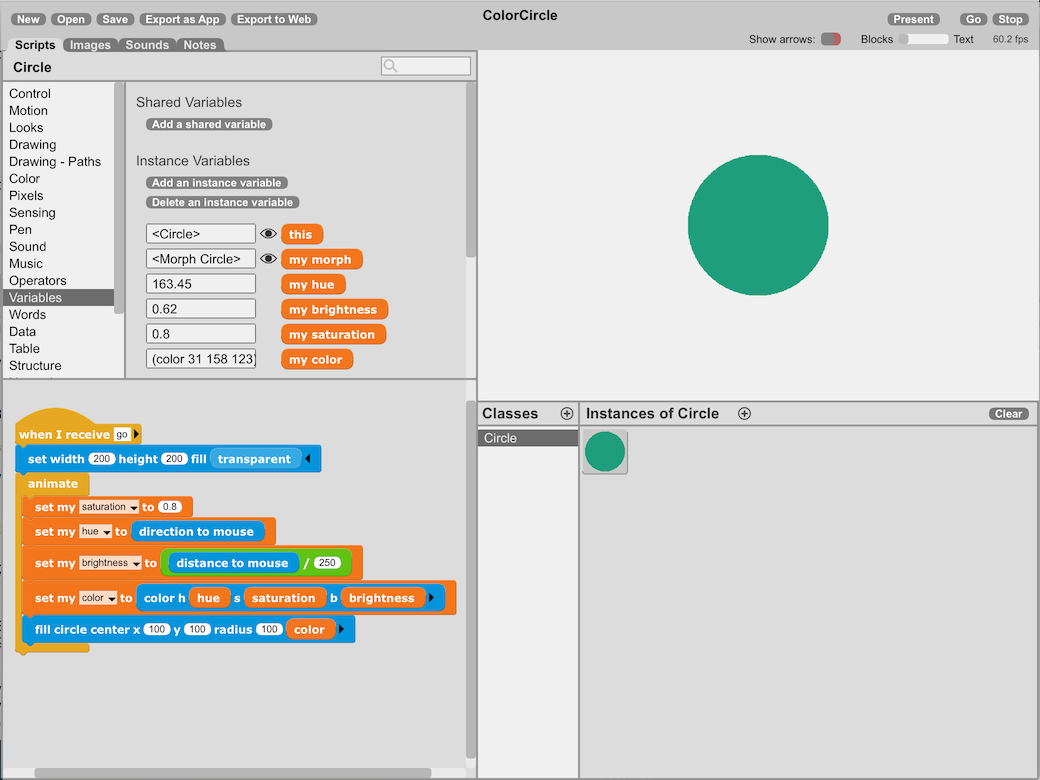 ColorCircle
New Open Save Export as App Export to Web Present Go Stop
Show arrows: Blocks Text 60.2 fps
Scripts Images Sounds Notes
Circle
Control
Motion
Looks
Drawing
Drawing - Paths
Color
Pixels
Sensing
Pen
Sound
Music
Operators
Variables
Words
Data
Table
Structure
Shared Variables
Add a shared variable
Instance Variables
Add an instance variable
Delete an instance variable
<Circle> this
<Morph Circle> my morph
163.45 my hue
0.62 my brightness
0.8 my saturation
(color 31 158 123) my color
when I receive go
set width 200 height 200 fill transparent
animate
set my saturation to 0.8
set my hue to direction to mouse
set my brightness to distance to mouse / 250
set my color to color h hue s saturation b brightness
fill circle center x 100 y 100 radius 100 color
Classes
Circle
Instances of Circle Clear